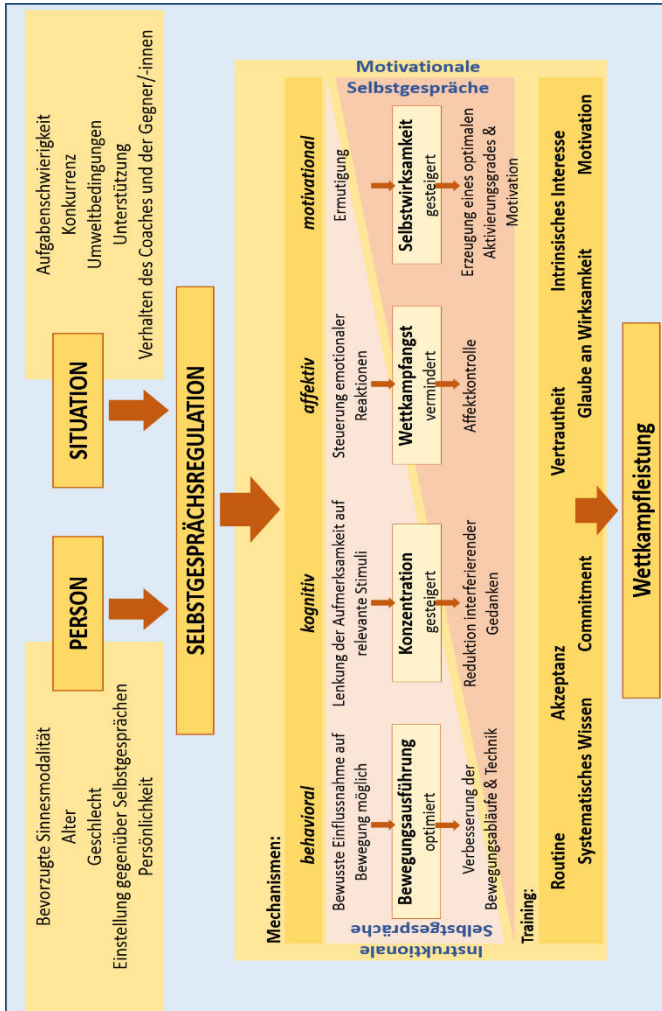 Bevorzugte Sinnesmodalität
Alter
Geschlecht
Einstellung gegenüber Selbstgesprächen
Persönlichkeit
PERSON
SITUATION
Aufgabenschwierigkeit
Konkurrenz
Umweltbedingungen
Unterstützung
Verhalten des Coaches und der Gegner/-innen
SELBSTGESPRÄCHSREGULATION
Mechanismen:
behavioral
kognitiv
affektiv
motivational
Instruktionale
Selbstgespräche
Motivationale
Selbstgespräche
Bewusste Einflussnahme auf
Bewegung möglich
Bewegungsausführung
optimiert
Verbesserung der
Bewegungsabläufe & Technik
Lenkung der Aufmerksamkeit auf
relevante Stimuli
Konzentration
gesteigert
Reduktion interferierender
Gedanken
Steuerung emotionaler
Reaktionen
Wettkampfangst
vermindert
Affektkontrolle
Ermutigung
Selbstwirksamkeit
gesteigert
Erzeugung eines optimalen
Aktivierungsgrades &
Motivation
Training:
Routine
Akzeptanz
Vertrautheit
Intrinsisches Interesse
Systematisches Wissen
Commitment
Glaube an Wirksamkeit
Motivation
Wettkampfleistung